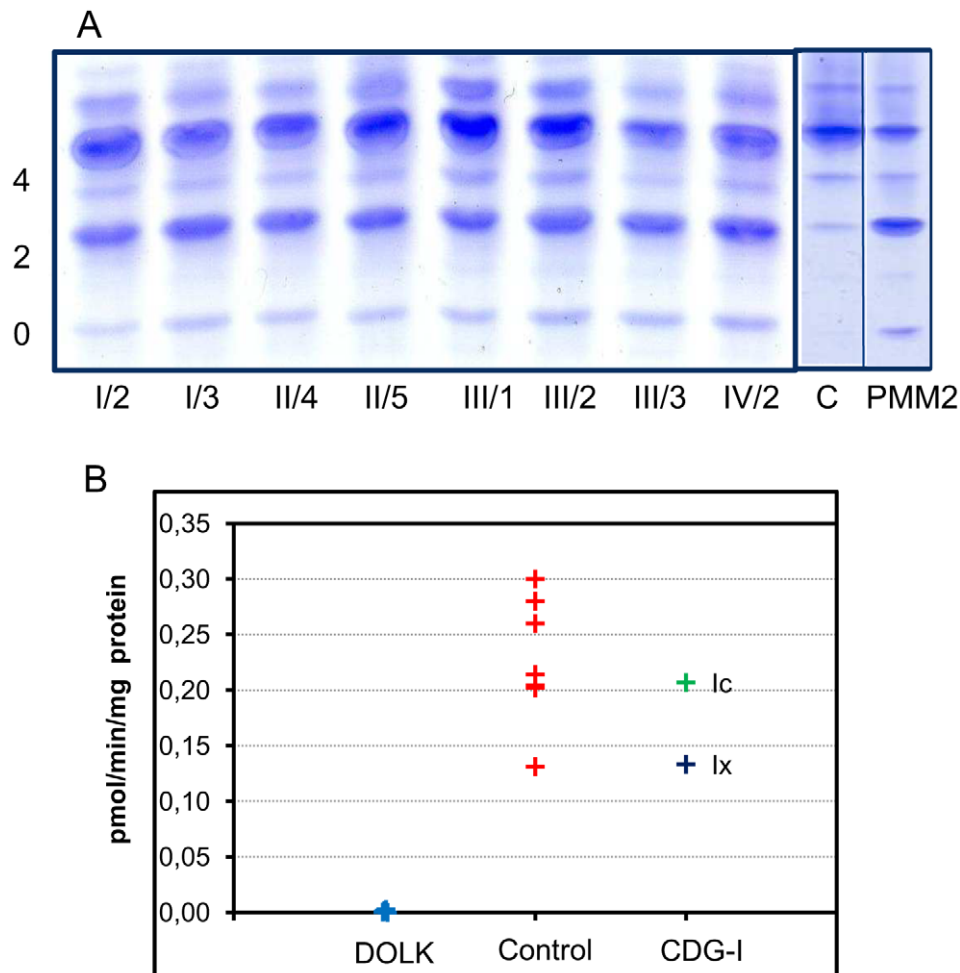 A
4
2
0
I/2 I/3 II/4 II/5 III/1 III/2 III/3 IV/2 C PMM2
B
pmol/min/mg protein
0,35
0,30
0,25
0,20
0,15
0,10
0,05
0,00
Ic
Ix
DOLK Control CDG-I